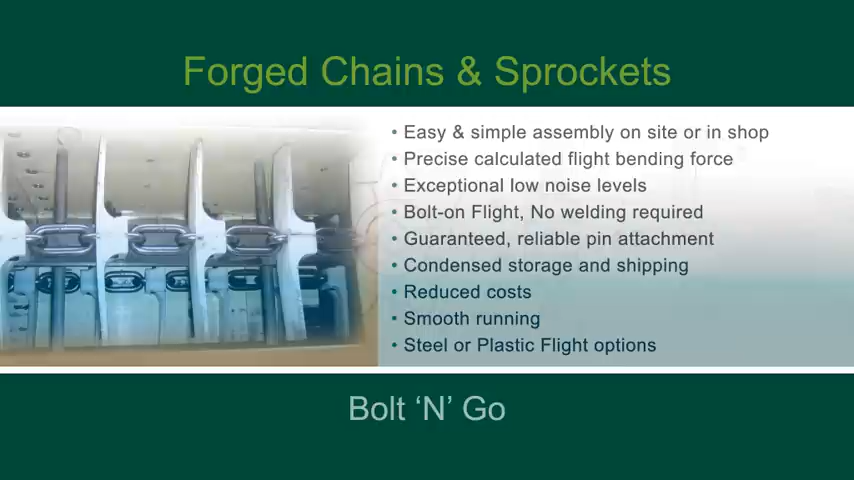 Forged Chains & Sprockets
• Easy & simple assembly on site or in shop
• Precise calculated flight bending force
• Exceptional low noise levels
• Bolt-on Flight, No welding required
• Guaranteed, reliable pin attachment
• Condensed storage and shipping
• Reduced costs
• Smooth running
• Steel or Plastic Flight options
Bolt ‘N’ Go